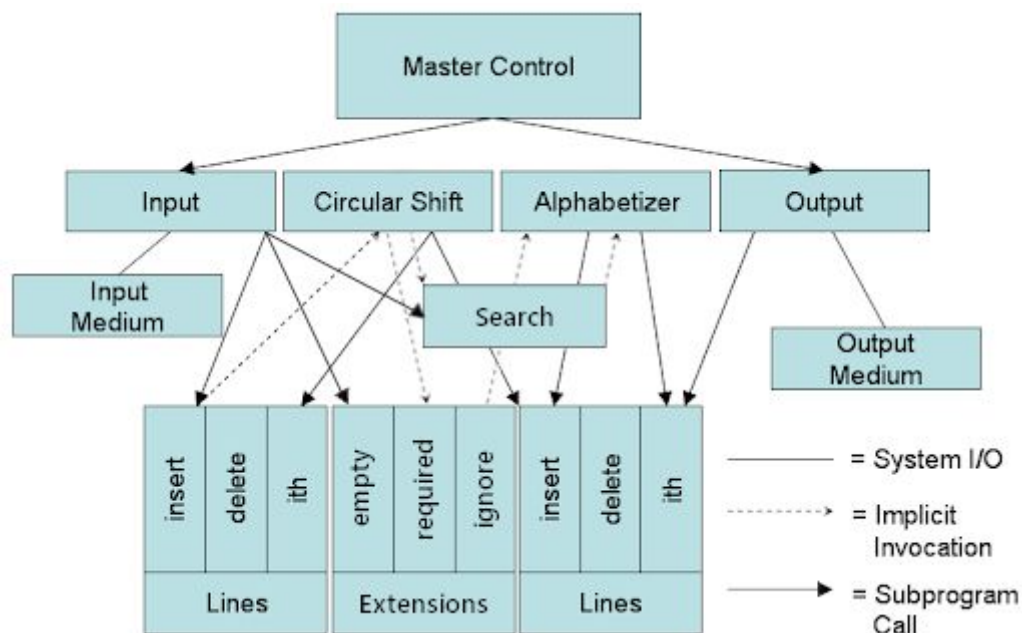 Master Control
Input
Circular Shift
Alphabetizer
Output
Input
Medium
Search
Output
Medium
insert
delete
ith
empty
required
ignore
insert
delete
ith
Lines
Extensions
Lines
= System I/O
= Implicit
Invocation
= Subprogram
Call